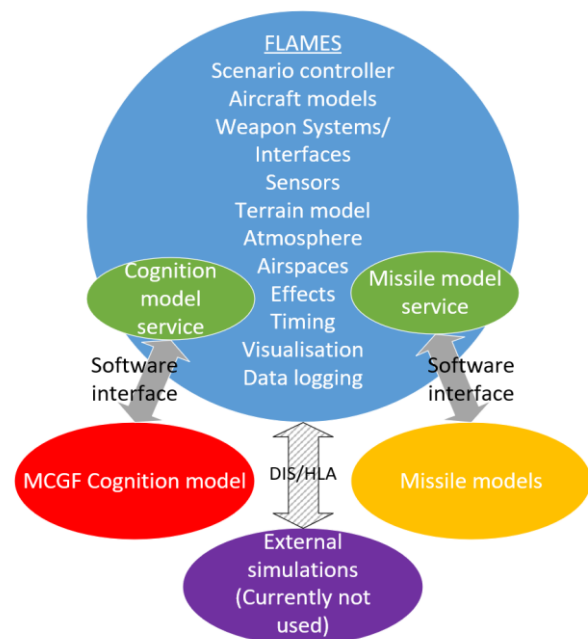 FLAMES
Scenario controller
Aircraft models
Weapon Systems/
Interfaces
Sensors
Terrain model
Atmosphere
Airspaces
Effects
Timing
Visualisation
Data logging
Cognition
model
service
Missile model
service
Software
interface
Software
interface
MCGF Cognition model
DIS/HLA
Missile models
External
simulations
(Currently not
used)